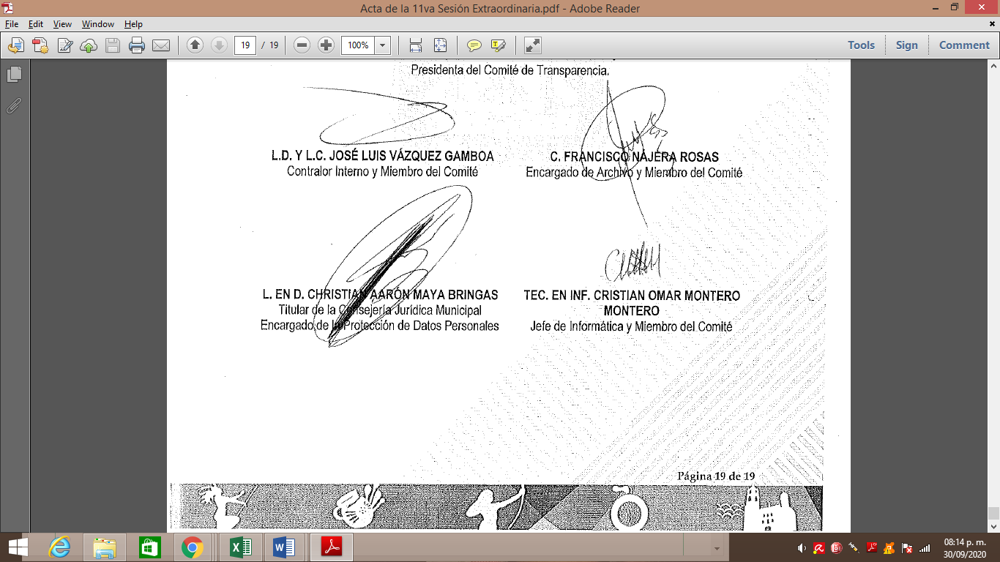 Acta de la 11va Sesión Extraordinaria.pdf - Adobe Reader
File Edit View Window Help
19 / 19 100% Tools Sign Comment
Presidenta del Comité de Transparencia.
L.D. Y L.C. JOSÉ LUIS VÁZQUEZ GAMBOA
Contralor Interno y Miembro del Comité
C. FRANCISCO NÁJERA ROSAS
Encargado de Archivo y Miembro del Comité
L. EN D. CHRISTIAN AARÓN MAYA BRINGAS
Titular de la Consejería Jurídica Municipal
Encargado de la Protección de Datos Personales
TEC. EN INF. CRISTIAN OMAR MONTERO
MONTERO
Jefe de Informática y Miembro del Comité
Página 19 de 19
08:14 p. m.
30/09/2020